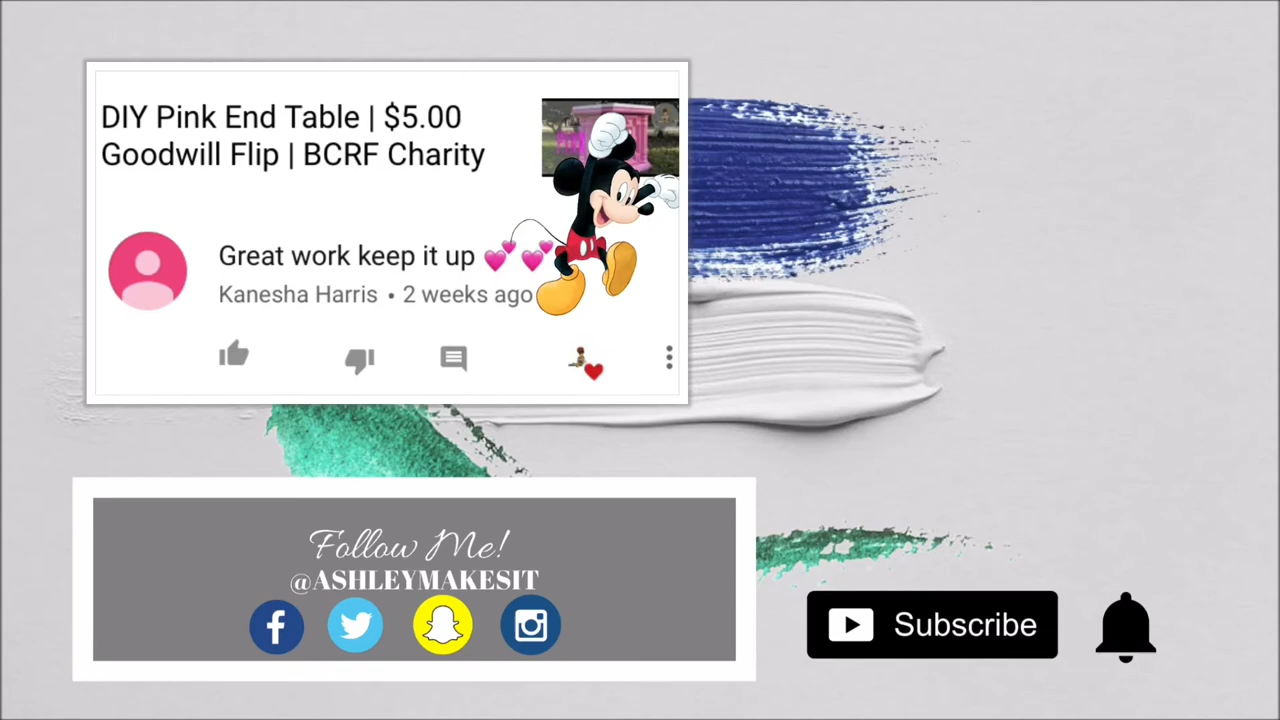 DIY Pink End Table | $5.00
Goodwill Flip | BCRF Charity
Great work keep it up 💕 💕
Kanesha Harris • 2 weeks ago
Follow Me!
@ASHLEYMAKESIT
Subscribe